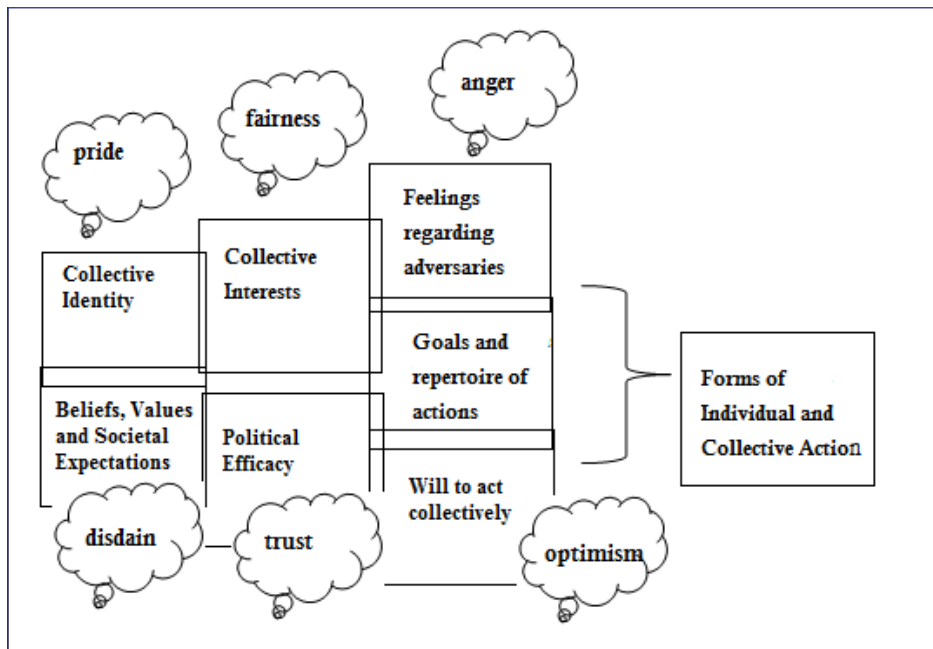 anger
fairness
pride
Feelings
regarding
adversaries
Collective
Interests
Collective
Identity
Goals and
repertoire of
actions
Forms of
Individual and
Collective Action
Beliefs, Values
and Societal
Expectations
Political
Efficacy
Will to act
collectively
disdain
trust
optimism